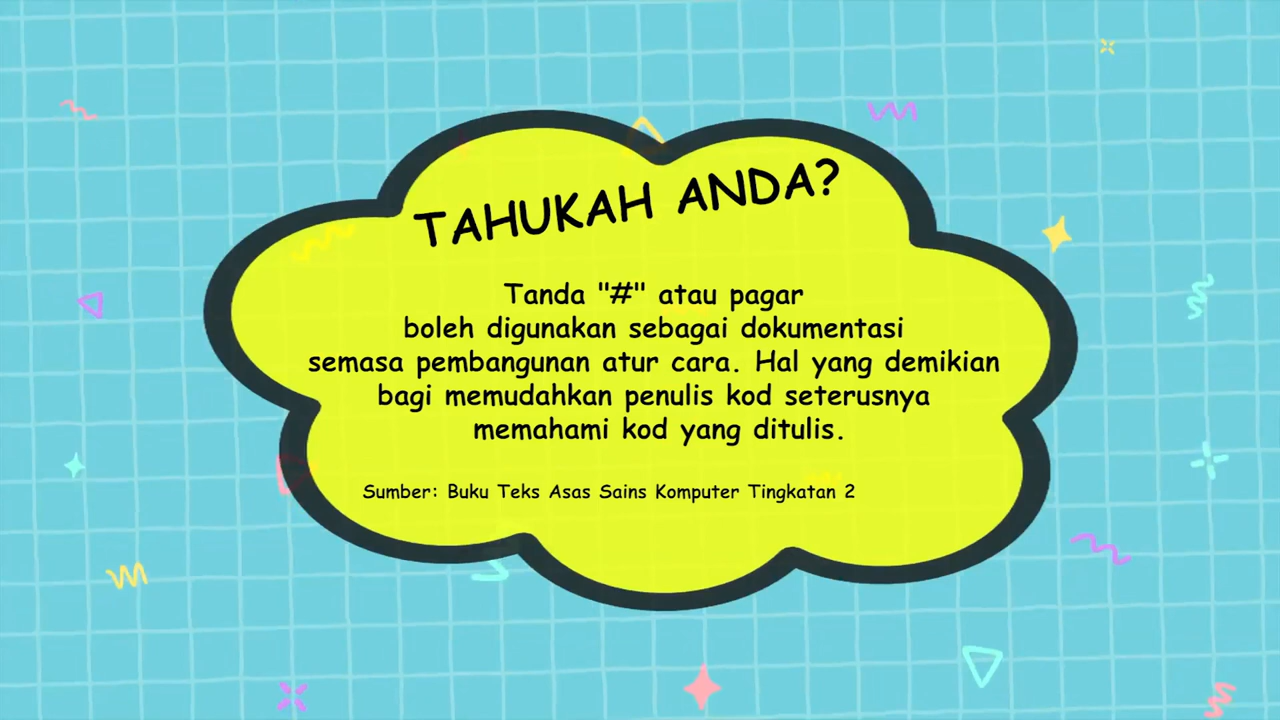 TAHUKAH ANDA?
Tanda "#" atau pagar
boleh digunakan sebagai dokumentasi
semasa pembangunan atur cara. Hal yang demikian
bagi memudahkan penulis kod seterusnya
memahami kod yang ditulis.
Sumber: Buku Teks Asas Sains Komputer Tingkatan 2